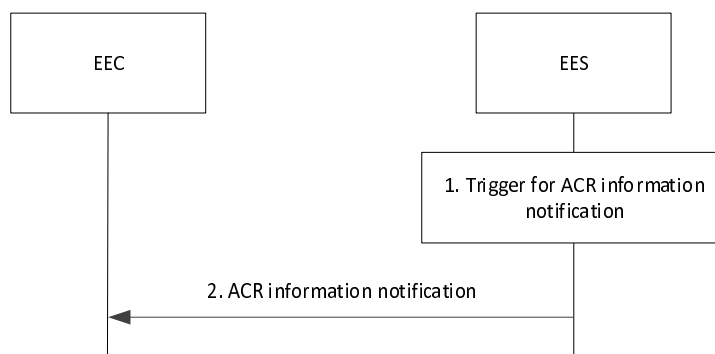 EEC
EES
1. Trigger for ACR information
notification
2. ACR information notification